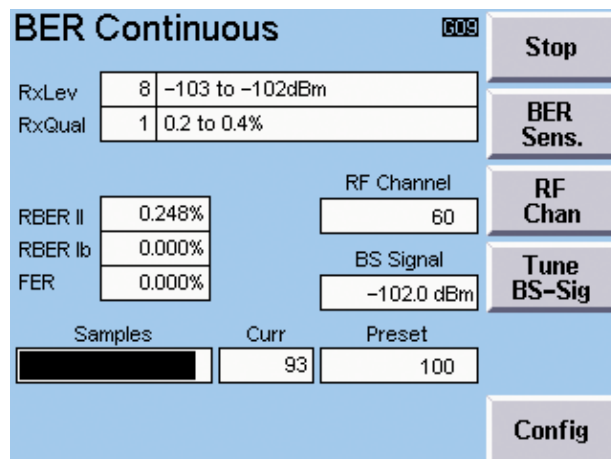 BER Continuous G09
Stop
RxLev 8 –103 to –102dBm
RxQual 1 0.2 to 0.4%
BER
Sens.
RF Channel
RBER II 0.248% 60
RF
Chan
RBER Ib 0.000% BS Signal
FER 0.000% –102.0 dBm
Tune
BS–Sig
Samples Curr Preset
93 100
Config